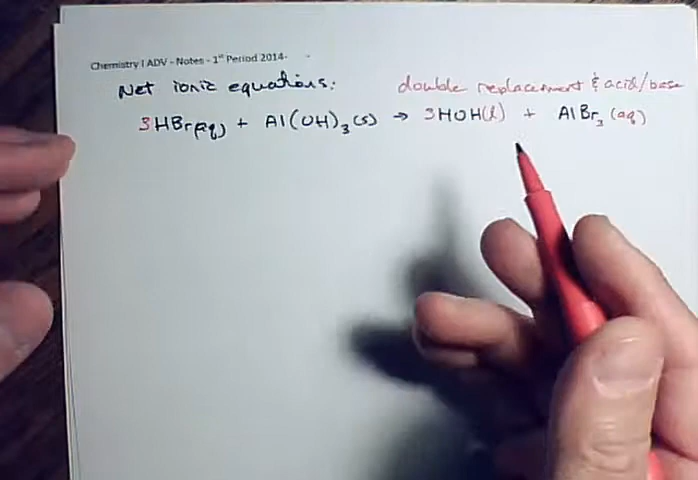 Chemistry I ADV - Notes - 1st Period 2014-
Net ionic equations: double replacement & acid/base
3HBr(aq) + Al(OH)3(s) → 3HOH(l) + AlBr3(aq)